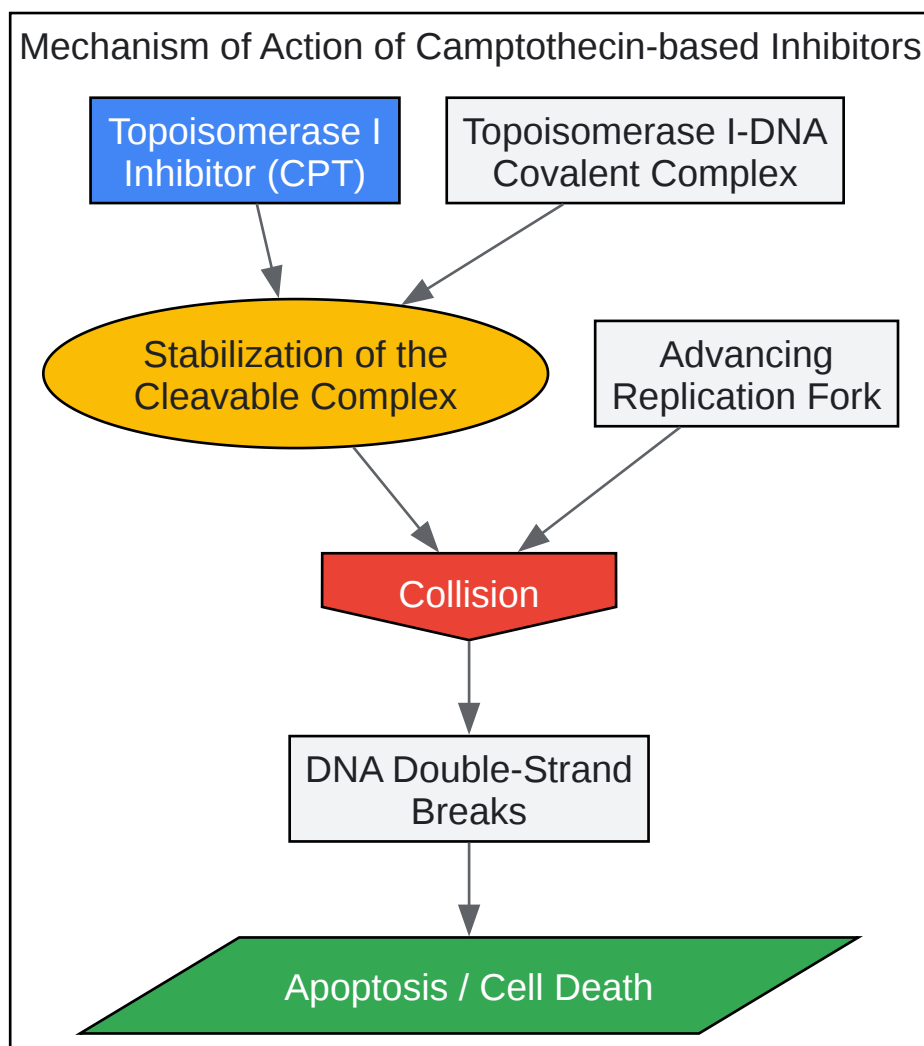 Mechanism of Action of Camptothecin-based Inhibitors
Topoisomerase I
Inhibitor (CPT)
Topoisomerase I-DNA
Covalent Complex
Stabilization of the
Cleavable Complex
Advancing
Replication Fork
Collision
DNA Double-Strand
Breaks
Apoptosis / Cell Death